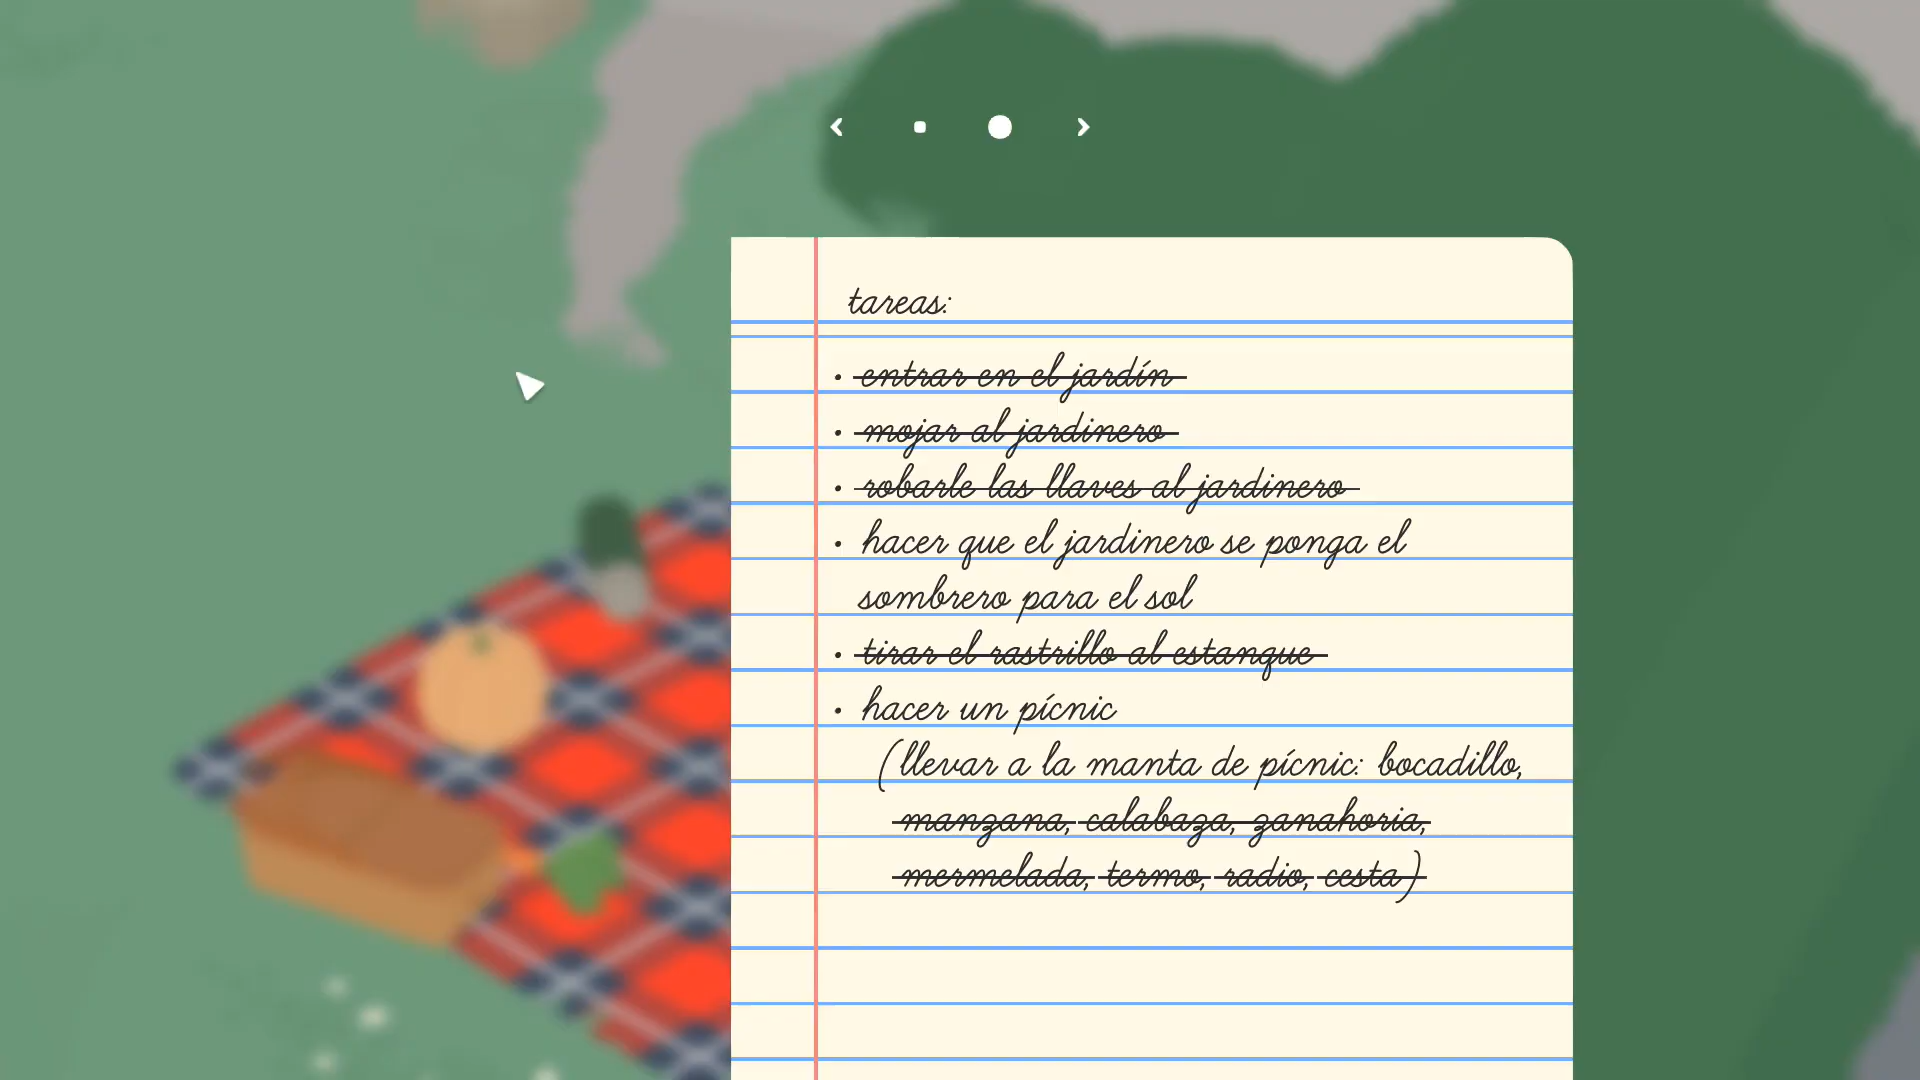 tareas:
• entrar en el jardín
• mojar al jardinero
• robarle las llaves al jardinero
• hacer que el jardinero se ponga el
sombrero para el sol
• tirar el rastrillo al estanque
• hacer un pícnic
(llevar a la manta de pícnic: bocadillo,
manzana, calabaza, zanahoria,
mermelada, termo, radio, cesta)